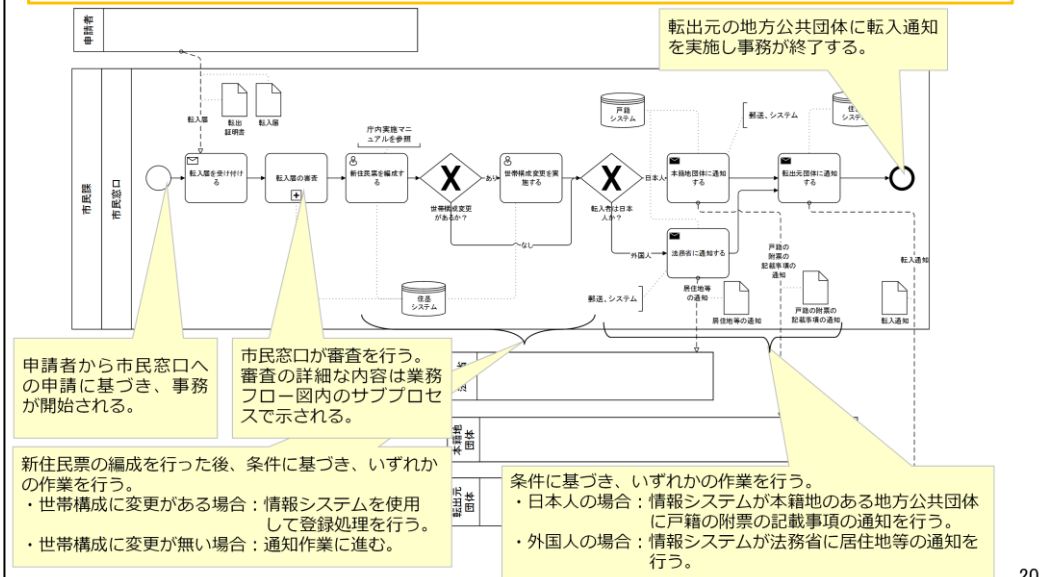 申請者
転出元の地方公共団体に転入通知
を実施し事務が終了する。
市民課
市民窓口
転入届
転出
証明書
転入届
庁内実施マニ
ュアルを参照
戸籍
システム
郵送、システム
転入届を受け付け
る
転入届の審査
新住民票を編成す
る
あり
世帯構成変更を実
施する
日本人
本籍地団体に通知
する
転出元団体に通知
する
世帯構成変更
があるか？
転入者は日本
人か？
なし
外国人
法務省に通知する
戸籍の
附票の
記載事項の
通知
転入通知
住基
システム
郵送、システム
居住地等
の通知
居住地等の通知
戸籍の附票の
記載事項の通知
転入通知
申請者から市民窓口へ
の申請に基づき、事務
が開始される。
市民窓口が審査を行う。
審査の詳細な内容は業務
フロー図内のサブプロセ
スで示される。
本籍地
団体
転出元
団体
新住民票の編成を行った後、条件に基づき、いずれか
の作業を行う。
・世帯構成に変更がある場合：情報システムを使用
して登録処理を行う。
・世帯構成に変更が無い場合：通知作業に進む。
条件に基づき、いずれかの作業を行う。
・日本人の場合：情報システムが本籍地のある地方公共団体
に戸籍の附票の記載事項の通知を行う。
・外国人の場合：情報システムが法務省に居住地等の通知を
行う。
20